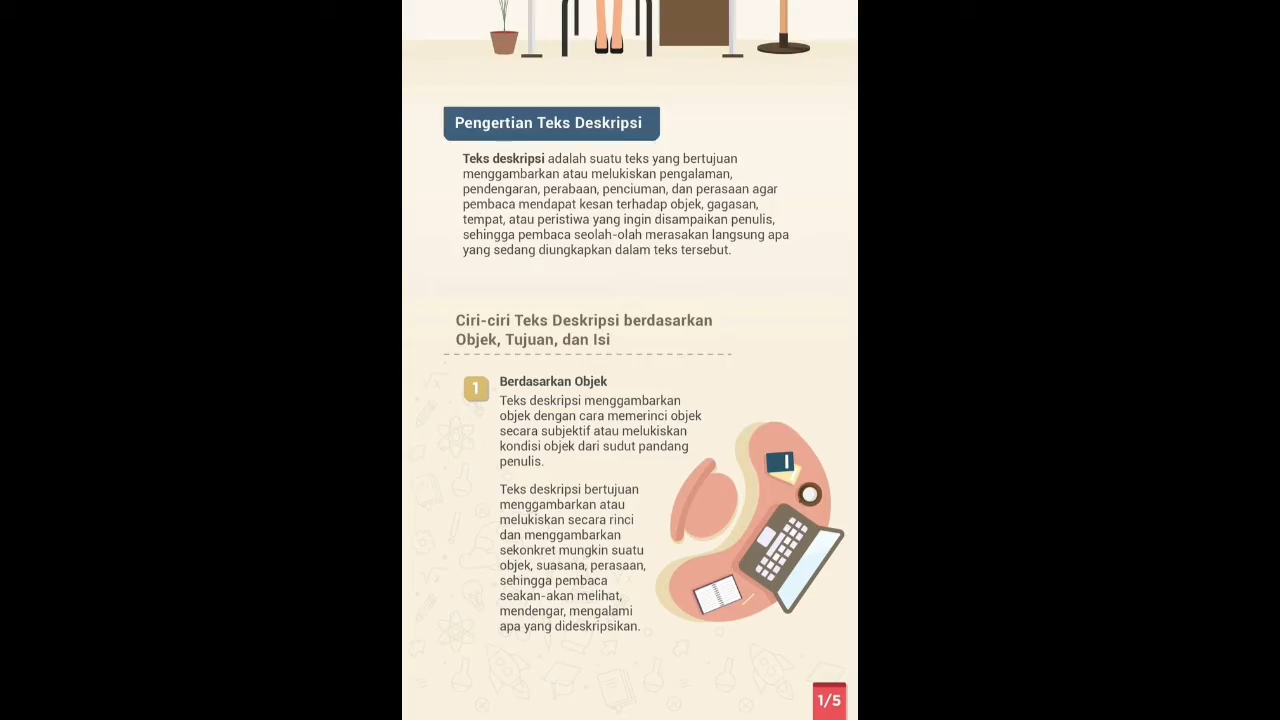 Pengertian Teks Deskripsi
Teks deskripsi adalah suatu teks yang bertujuan
menggambarkan atau melukiskan pengalaman,
pendengaran, perabaan, penciuman, dan perasaan agar
pembaca mendapat kesan terhadap objek, gagasan,
tempat, atau peristiwa yang ingin disampaikan penulis,
sehingga pembaca seolah-olah merasakan langsung apa
yang sedang diungkapkan dalam teks tersebut.
Ciri-ciri Teks Deskripsi berdasarkan
Objek, Tujuan, dan Isi
1
Berdasarkan Objek
Teks deskripsi menggambarkan
objek dengan cara memerinci objek
secara subjektif atau melukiskan
kondisi objek dari sudut pandang
penulis.
Teks deskripsi bertujuan
menggambarkan atau
melukiskan secara rinci
dan menggambarkan
sekonkret mungkin suatu
objek, suasana, perasaan,
sehingga pembaca
seakan-akan melihat,
mendengar, mengalami
apa yang dideskripsikan.
1/5